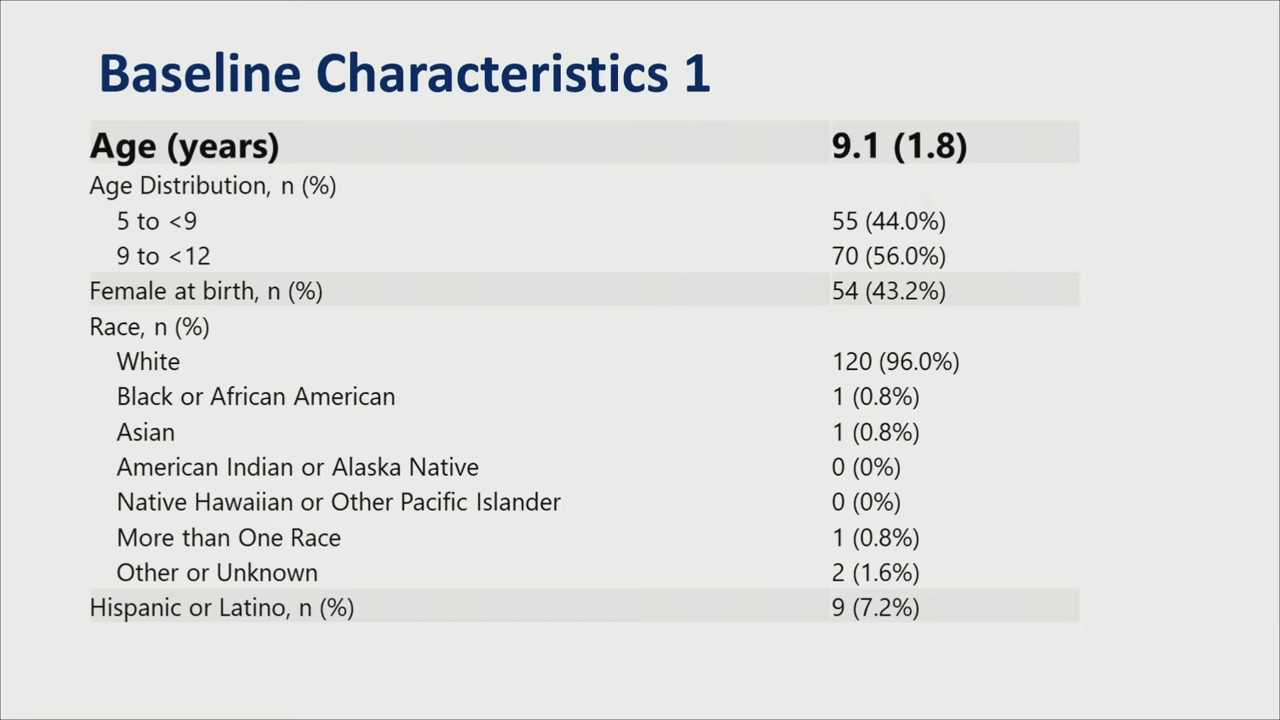 Baseline Characteristics 1
Age (years) 9.1 (1.8)
Age Distribution, n (%)
5 to <9 55 (44.0%)
9 to <12 70 (56.0%)
Female at birth, n (%) 54 (43.2%)
Race, n (%)
White 120 (96.0%)
Black or African American 1 (0.8%)
Asian 1 (0.8%)
American Indian or Alaska Native 0 (0%)
Native Hawaiian or Other Pacific Islander 0 (0%)
More than One Race 1 (0.8%)
Other or Unknown 2 (1.6%)
Hispanic or Latino, n (%) 9 (7.2%)